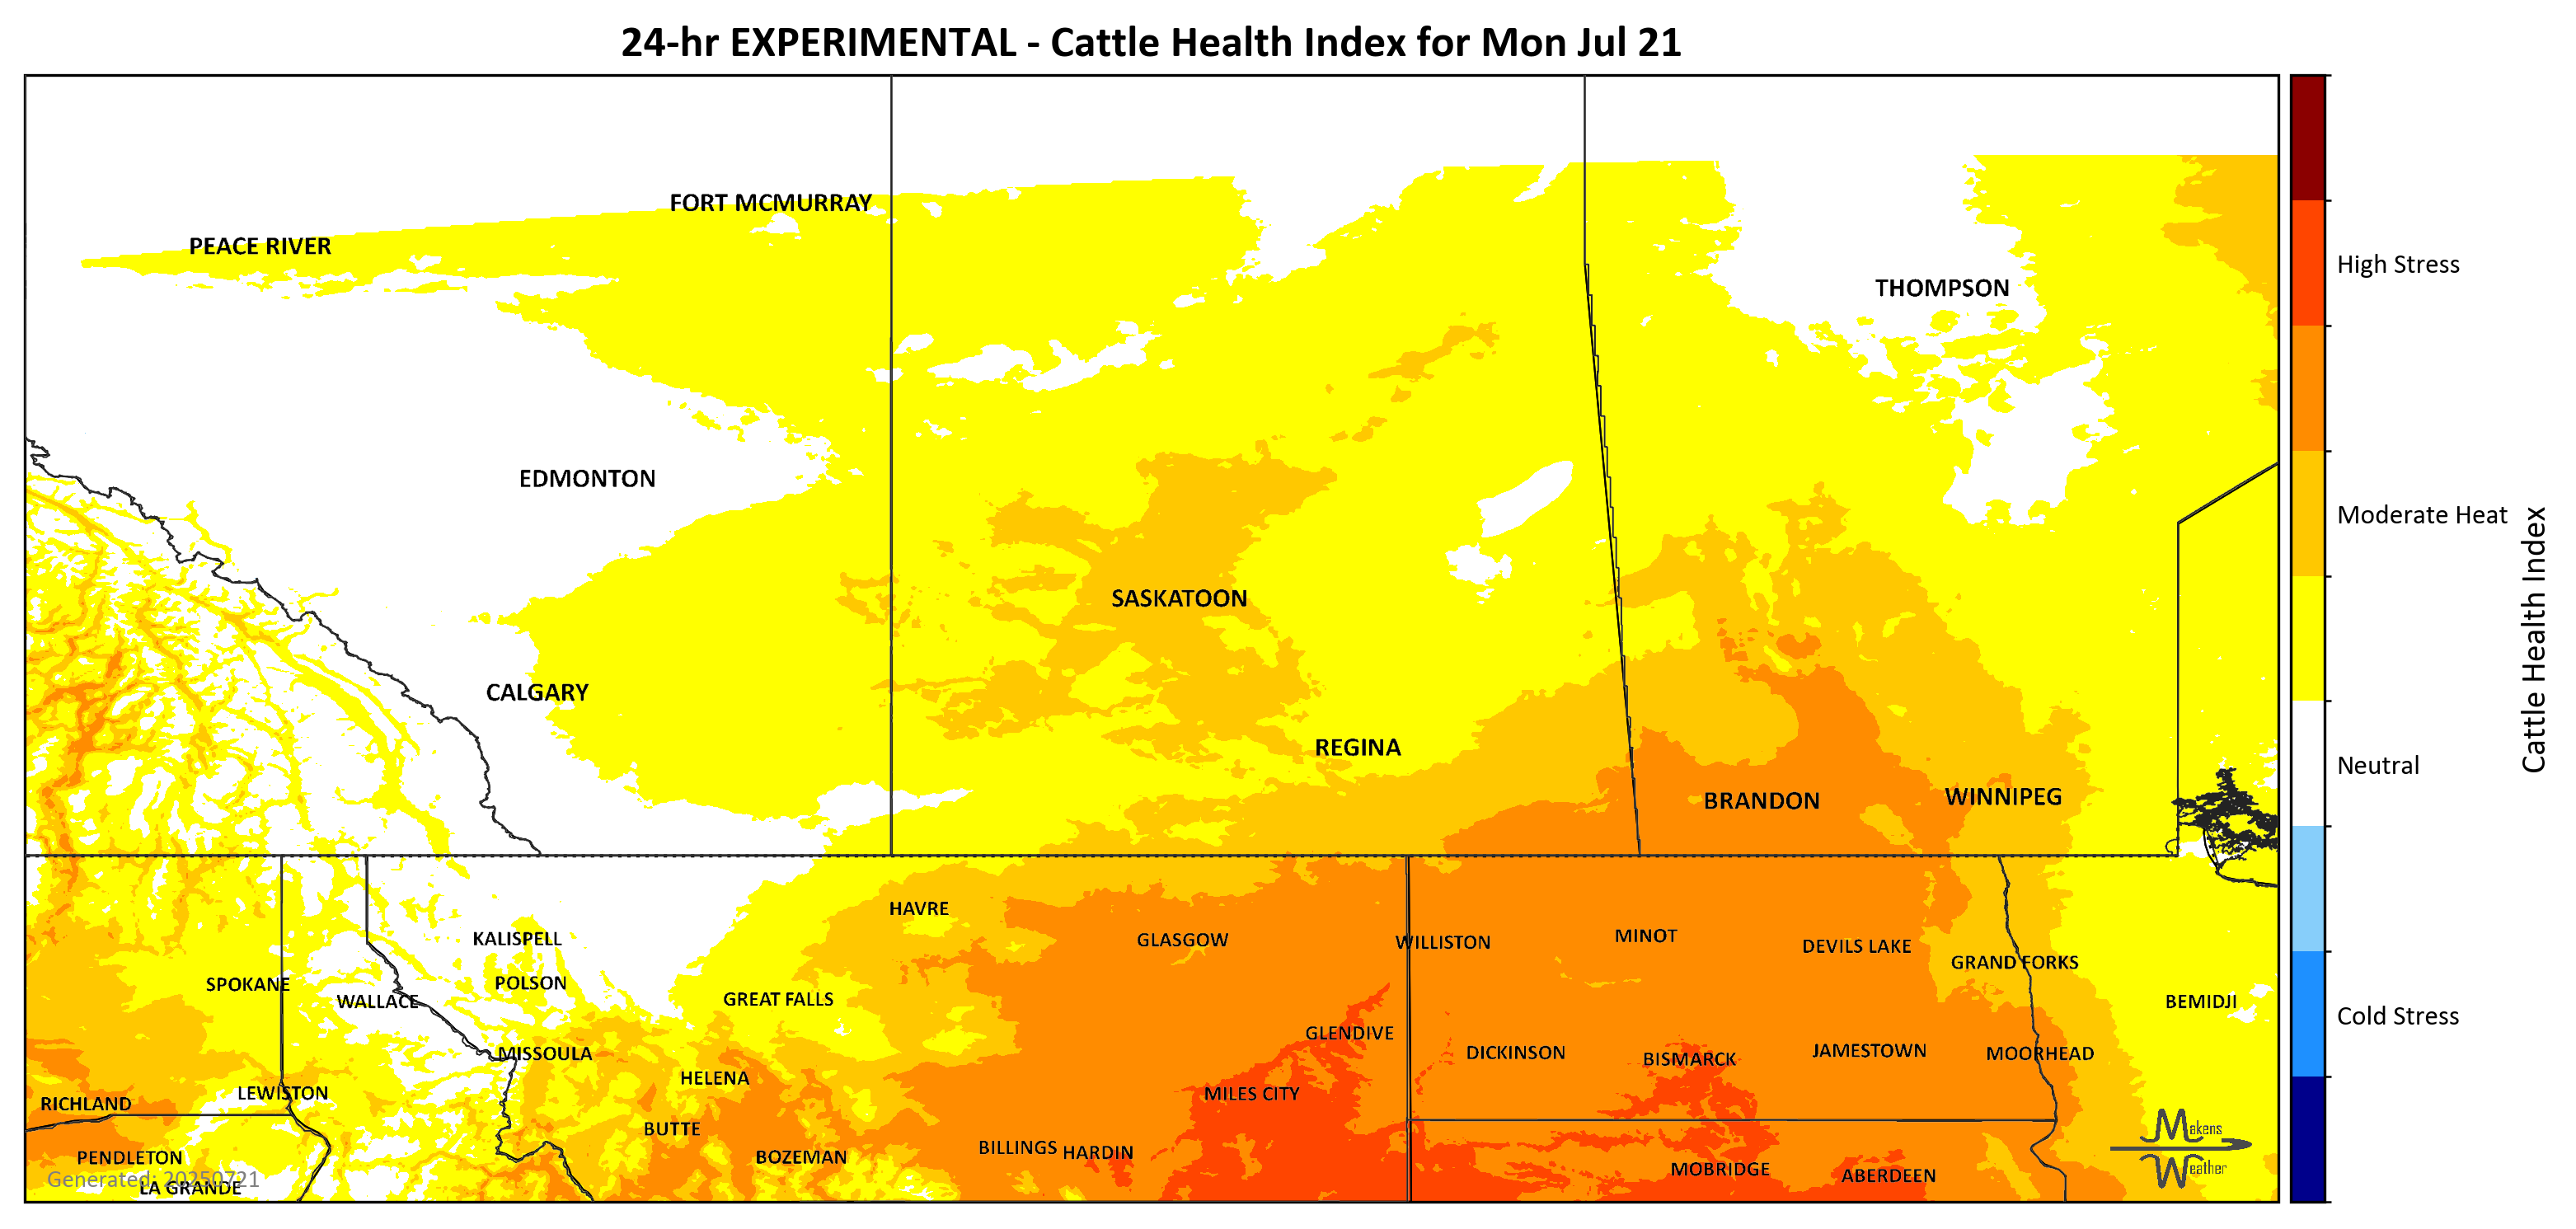 24-hr EXPERIMENTAL - Cattle Health Index for Mon Jul 21
FORT MCMURRAY
PEACE RIVER
High Stress
THOMPSON
EDMONTON
Moderate Heat
SASKATOON
Cattle Health Index
CALGARY
REGINA
Neutral
WINNIPEG
BRANDON
HAVRE
MINOT
KALISPELL
GLASGOW
WILLISTON
DEVILS LAKE
GRAND FORKS
POLSON
SPOKANE
GREAT FALLS
WALLACE
BEMIDJI
Cold Stress
GLENDIVE
JAMESTOWN
DICKINSON
MISSOULA
MOORHEAD
BISMARCK
HELENA
LEWISTON
MILES CITY
RICHLAND
BUTTE
Makens
Weather
BILLINGS
HARDIN
PENDLETON
BOZEMAN
MOBRIDGE
ABERDEEN
Generated: 20250721
LA GRANDE